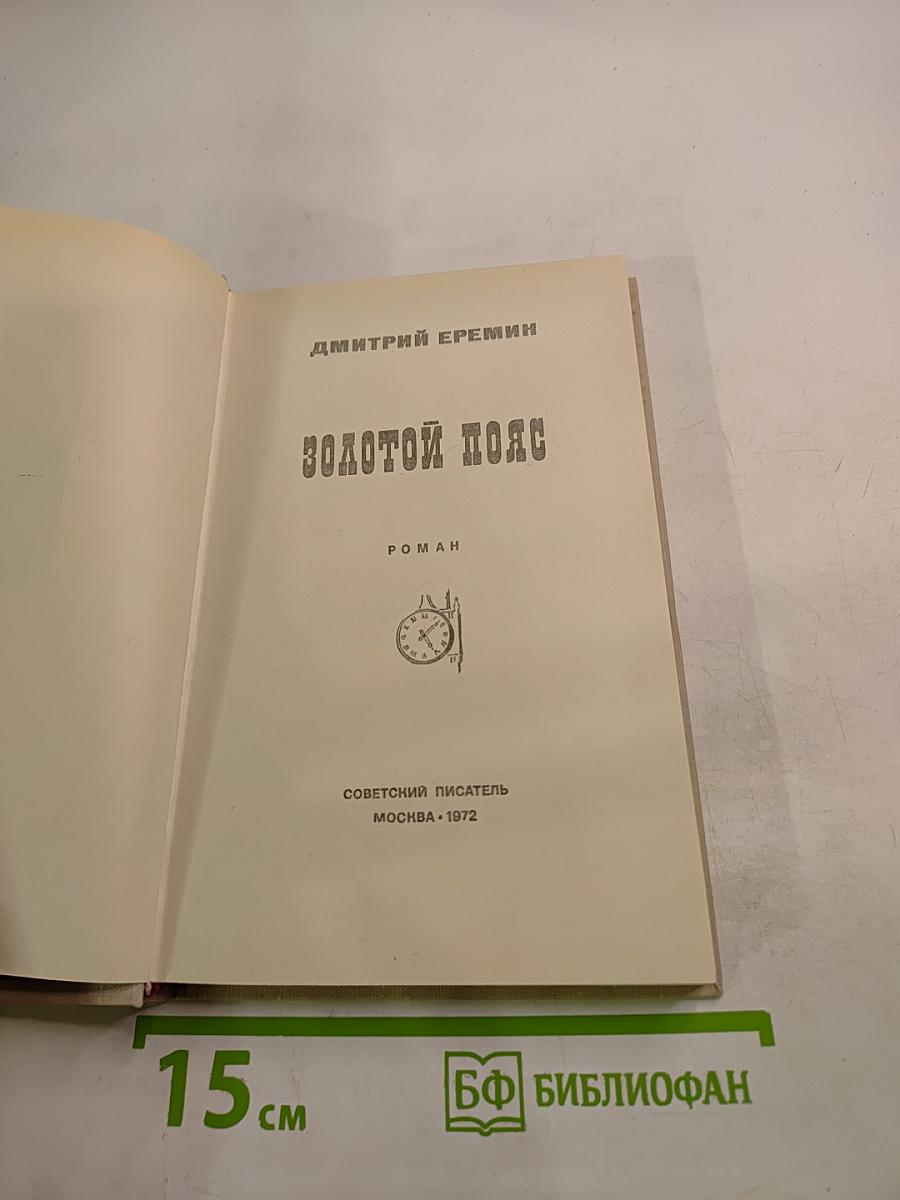 ДМИТРИЙ ЕРЕМИН
ЗОЛОТОЙ ПОЯС
РОМАН
СОВЕТСКИЙ ПИСАТЕЛЬ
МОСКВА • 1972
15 см
БФ БИБЛИОФАН